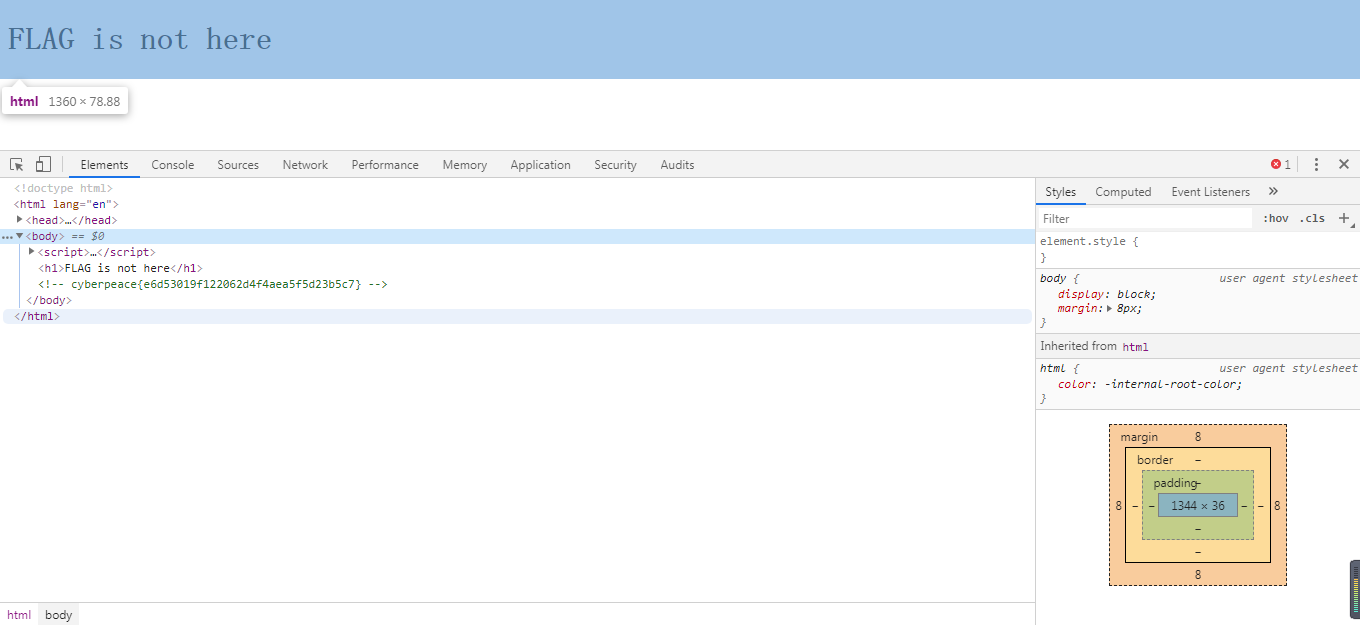 FLAG is not here
html 1360 × 78.88
Elements Console Sources Network Performance Memory Application Security Audits 1
<!doctype html>
<html lang="en">
<head>…</head>
<body> == $0
<script>…</script>
<h1>FLAG is not here</h1>
<!-- cyberpeace{e6d53019f122062d4f4aea5f5d23b5c7} -->
</body>
</html>
html body
Styles Computed Event Listeners »
Filter :hov .cls +
element.style {
}
body { user agent stylesheet
display: block;
margin: 8px;
}
Inherited from html
html { user agent stylesheet
color: -internal-root-color;
}
margin 8
border –
padding –
8 – – 1344 × 36 – – 8
–
–
8